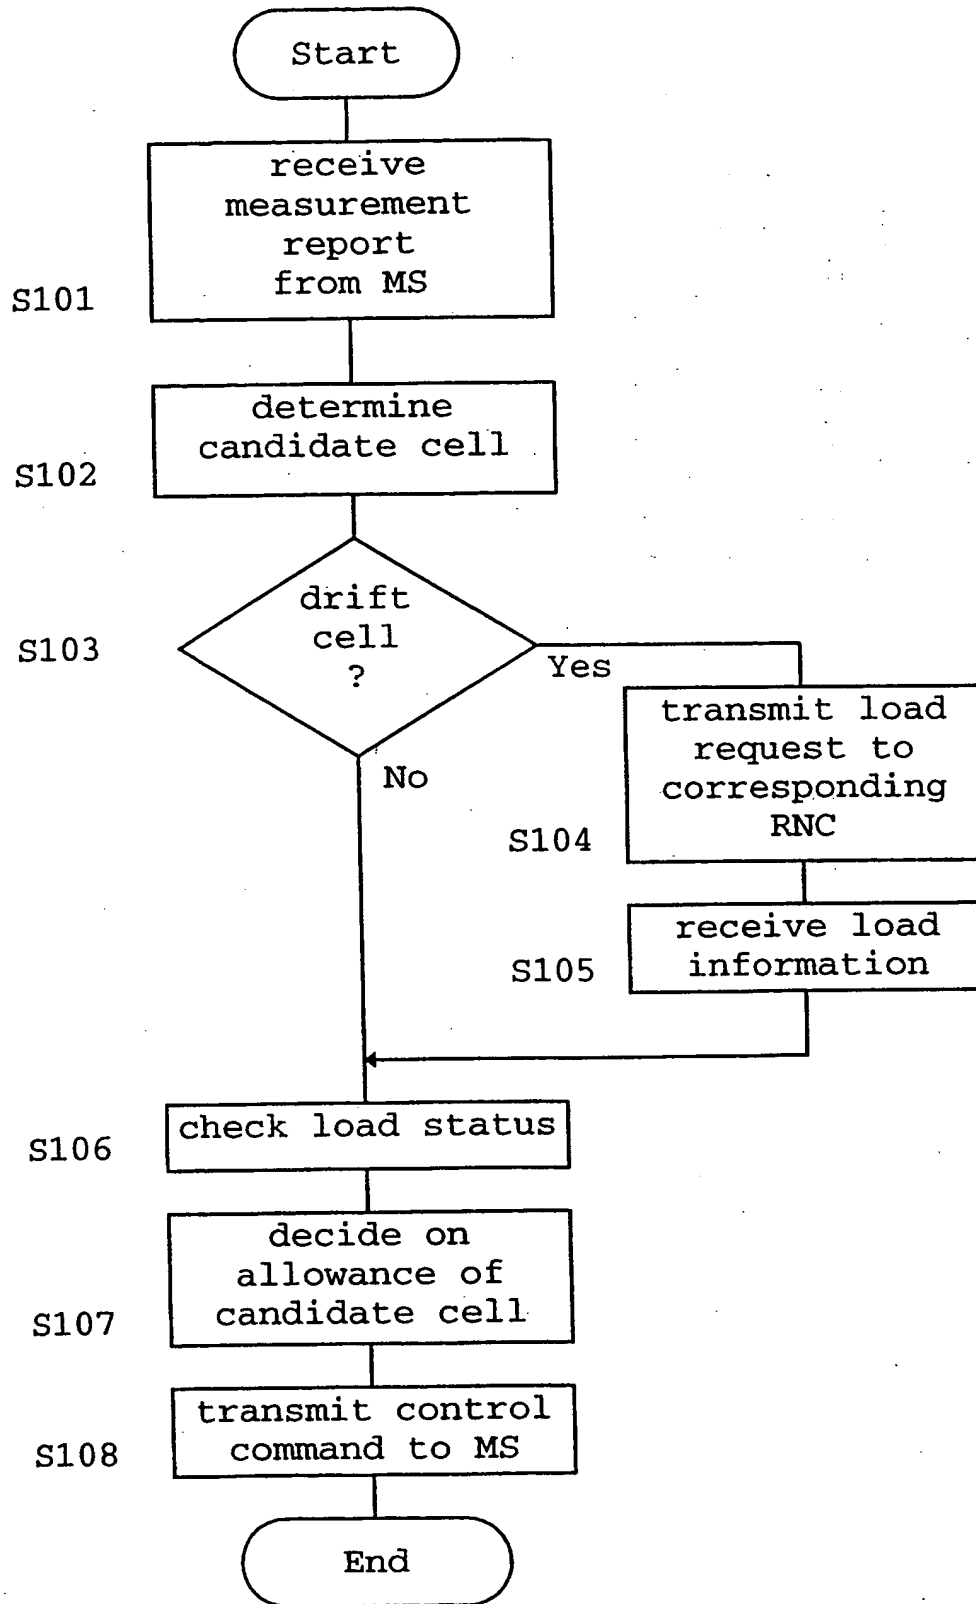 Start
receive
measurement
report
from MS
S101
determine
candidate cell
S102
drift
cell
?
S103
Yes
No
transmit load
request to
corresponding
RNC
S104
receive load
information
S105
check load status
S106
decide on
allowance of
candidate cell
S107
transmit control
command to MS
S108
End